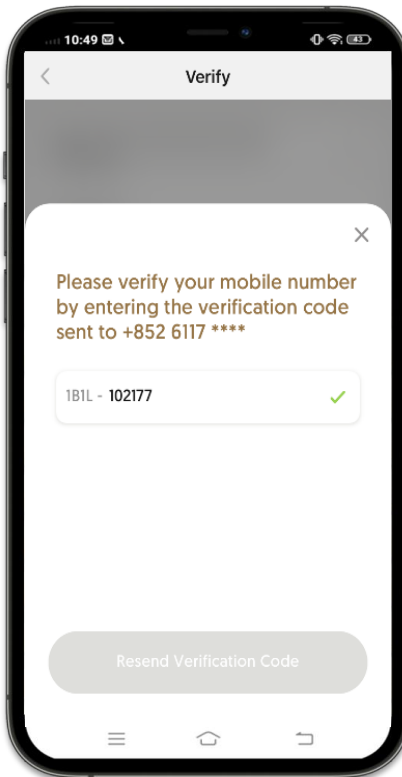 10:49
43
Verify
Please verify your mobile number
by entering the verification code
sent to +852 6117 ****
1B1L - 102177
Resend Verification Code